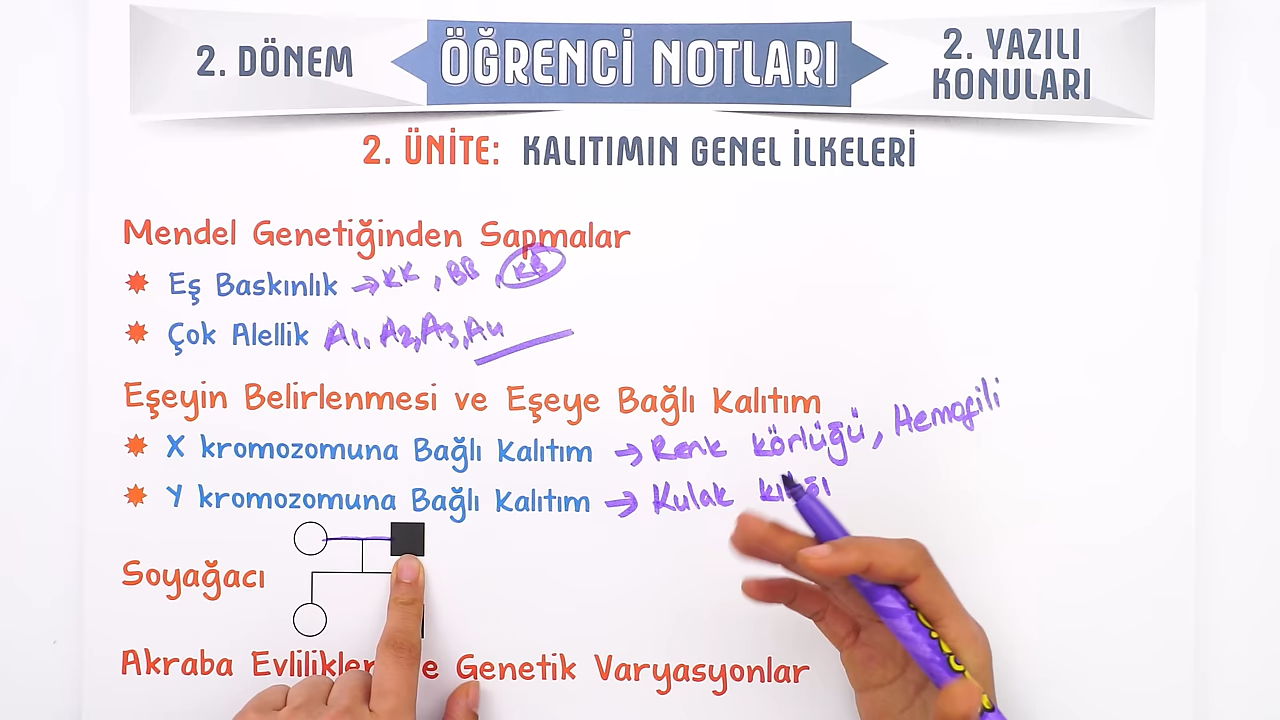 2. DÖNEM
ÖĞRENCİ NOTLARI
2. YAZILI
KONULARI
2. ÜNİTE: KALITIMIN GENEL İLKELERİ
Mendel Genetiğinden Sapmalar
Eş Baskınlık → KK, BB, KB
Çok Alellik A1, A2, A3, A4
Eşeyin Belirlenmesi ve Eşeye Bağlı Kalıtım
X kromozomuna Bağlı Kalıtım → Renk körlüğü, Hemofili
Y kromozomuna Bağlı Kalıtım → Kulak
Soyağacı
Akraba Genetik Varyasyonlar